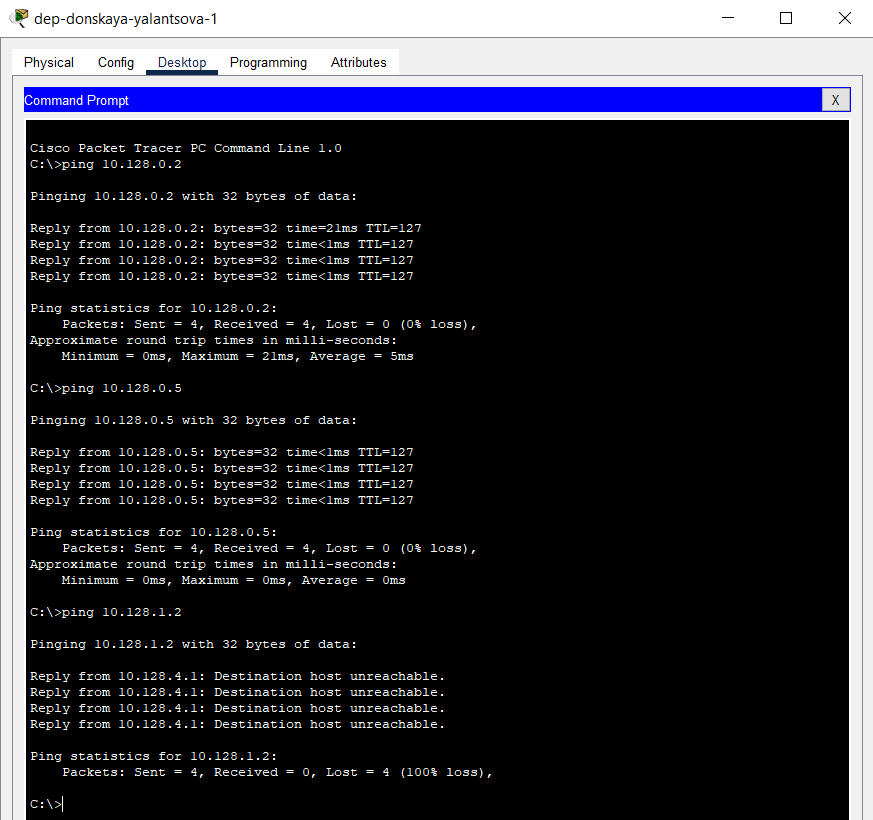 dep-donskaya-yalantsova-1
Physical Config Desktop Programming Attributes
Command Prompt
X
Cisco Packet Tracer PC Command Line 1.0
C:\>ping 10.128.0.2
Pinging 10.128.0.2 with 32 bytes of data:
Reply from 10.128.0.2: bytes=32 time=21ms TTL=127
Reply from 10.128.0.2: bytes=32 time<1ms TTL=127
Reply from 10.128.0.2: bytes=32 time<1ms TTL=127
Reply from 10.128.0.2: bytes=32 time<1ms TTL=127
Ping statistics for 10.128.0.2:
    Packets: Sent = 4, Received = 4, Lost = 0 (0% loss),
Approximate round trip times in milli-seconds:
    Minimum = 0ms, Maximum = 21ms, Average = 5ms
C:\>ping 10.128.0.5
Pinging 10.128.0.5 with 32 bytes of data:
Reply from 10.128.0.5: bytes=32 time<1ms TTL=127
Reply from 10.128.0.5: bytes=32 time<1ms TTL=127
Reply from 10.128.0.5: bytes=32 time<1ms TTL=127
Reply from 10.128.0.5: bytes=32 time<1ms TTL=127
Ping statistics for 10.128.0.5:
    Packets: Sent = 4, Received = 4, Lost = 0 (0% loss),
Approximate round trip times in milli-seconds:
    Minimum = 0ms, Maximum = 0ms, Average = 0ms
C:\>ping 10.128.1.2
Pinging 10.128.1.2 with 32 bytes of data:
Reply from 10.128.4.1: Destination host unreachable.
Reply from 10.128.4.1: Destination host unreachable.
Reply from 10.128.4.1: Destination host unreachable.
Reply from 10.128.4.1: Destination host unreachable.
Ping statistics for 10.128.1.2:
    Packets: Sent = 4, Received = 0, Lost = 4 (100% loss),
C:\>